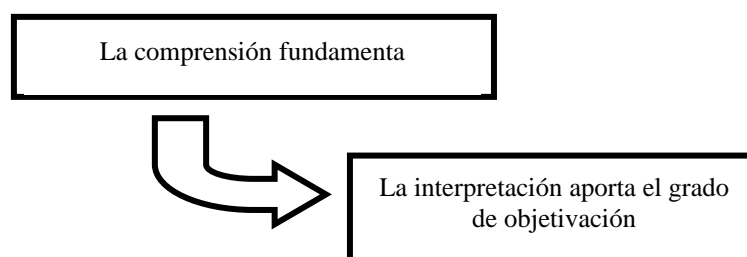 La comprensión fundamenta
La interpretación aporta el grado
de objetivación